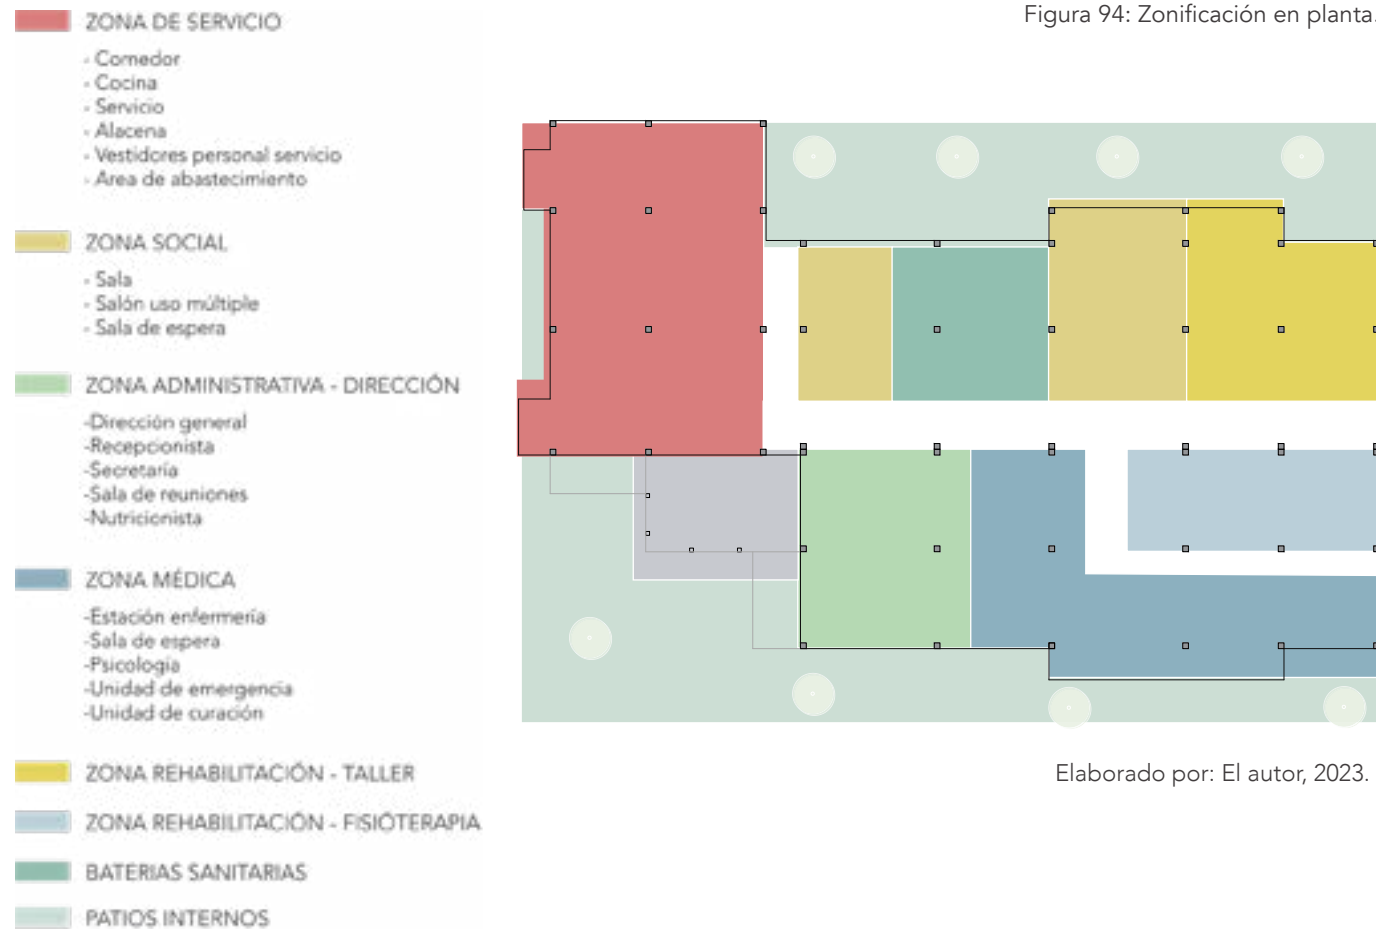 ZONA DE SERVICIO
- Comedor
- Cocina
- Servicio
- Alacena
- Vestidores personal servicio
- Area de abastecimiento
ZONA SOCIAL
- Sala
- Salón uso múltiple
- Sala de espera
ZONA ADMINISTRATIVA - DIRECCIÓN
-Dirección general
-Recepcionista
-Secretaría
-Sala de reuniones
-Nutricionista
ZONA MÉDICA
-Estación enfermería
-Sala de espera
-Psicología
-Unidad de emergencia
-Unidad de curación
ZONA REHABILITACIÓN - TALLER
ZONA REHABILITACIÓN - FISIÓTERAPIA
BATERIAS SANITARIAS
PATIOS INTERNOS
Figura 94: Zonificación en planta.
Elaborado por: El autor, 2023.